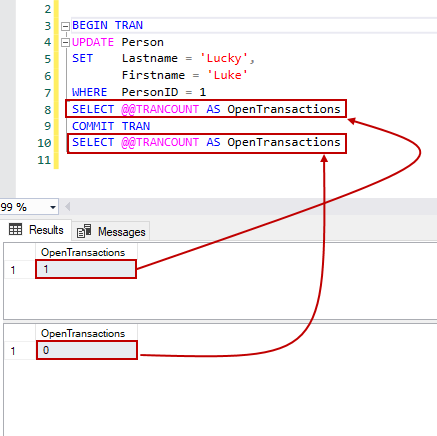 2
3 BEGIN TRAN
4 UPDATE Person
5 SET Lastname = 'Lucky',
6 Firstname = 'Luke'
7 WHERE PersonID = 1
8 SELECT @@TRANCOUNT AS OpenTransactions
9 COMMIT TRAN
10 SELECT @@TRANCOUNT AS OpenTransactions
11
99 %
Results Messages
OpenTransactions
1 1
OpenTransactions
1 0